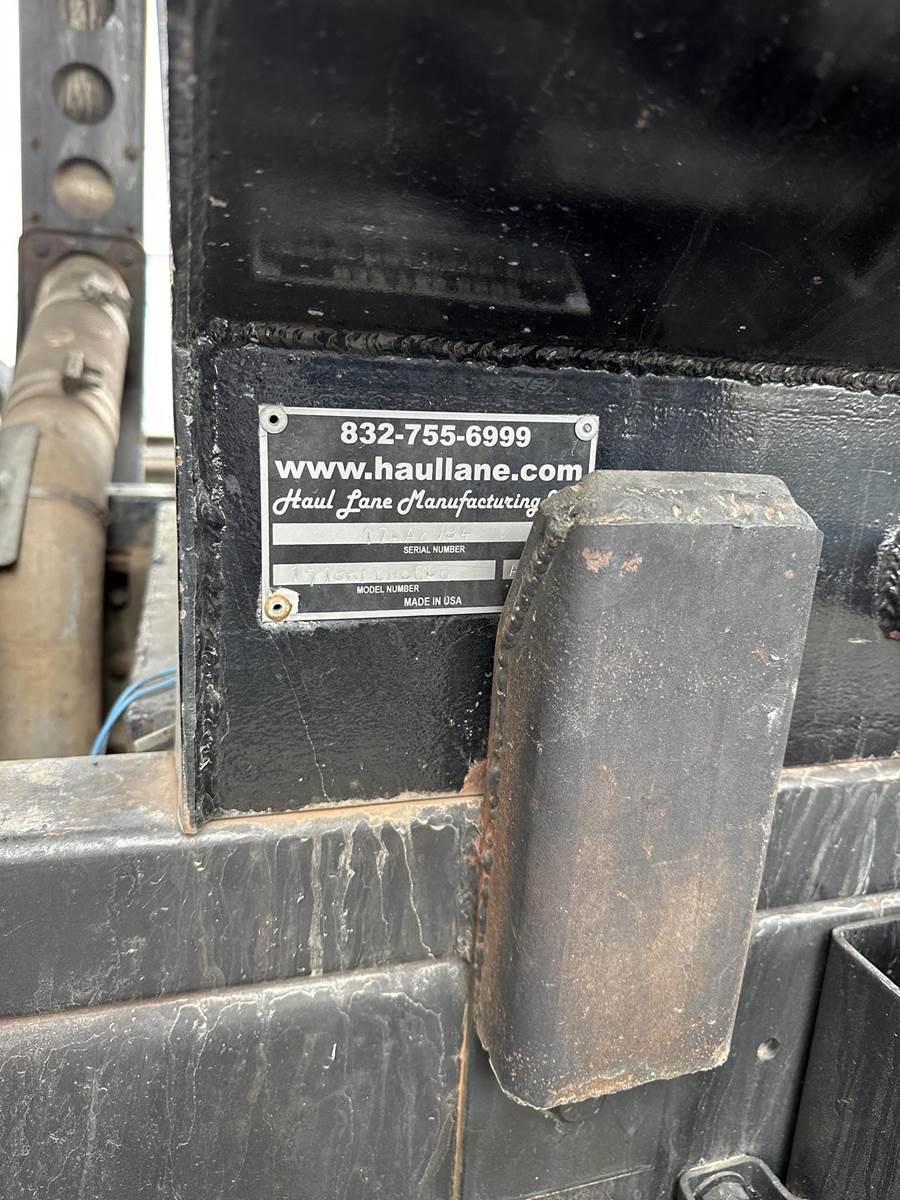 832-755-6999
www.haullane.com
Haul Lane Manufacturing
SERIAL NUMBER
MODEL NUMBER
MADE IN USA